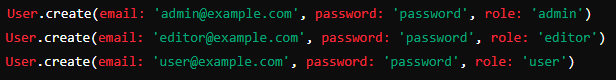 User.create(email: 'admin@example.com', password: 'password', role: 'admin')
User.create(email: 'editor@example.com', password: 'password', role: 'editor')
User.create(email: 'user@example.com', password: 'password', role: 'user')